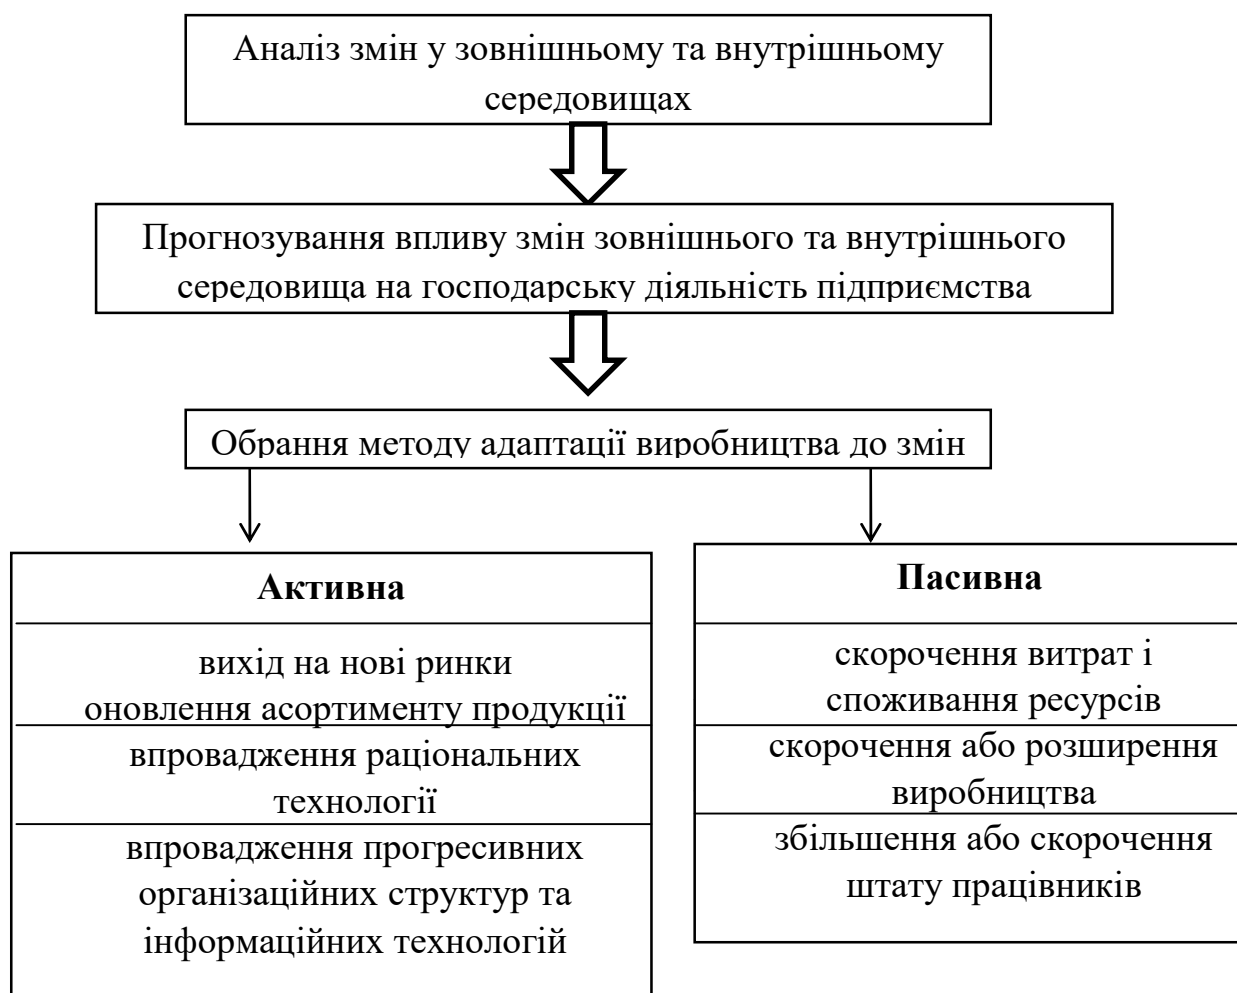 Аналіз змін у зовнішньому та внутрішньому
середовищах
Прогнозування впливу змін зовнішнього та внутрішнього
середовища на господарську діяльність підприємства
Обрання методу адаптації виробництва до змін
Активна
вихід на нові ринки
оновлення асортименту продукції
впровадження раціональних
технології
впровадження прогресивних
організаційних структур та
інформаційних технологій
Пасивна
скорочення витрат і
споживання ресурсів
скорочення або розширення
виробництва
збільшення або скорочення
штату працівників